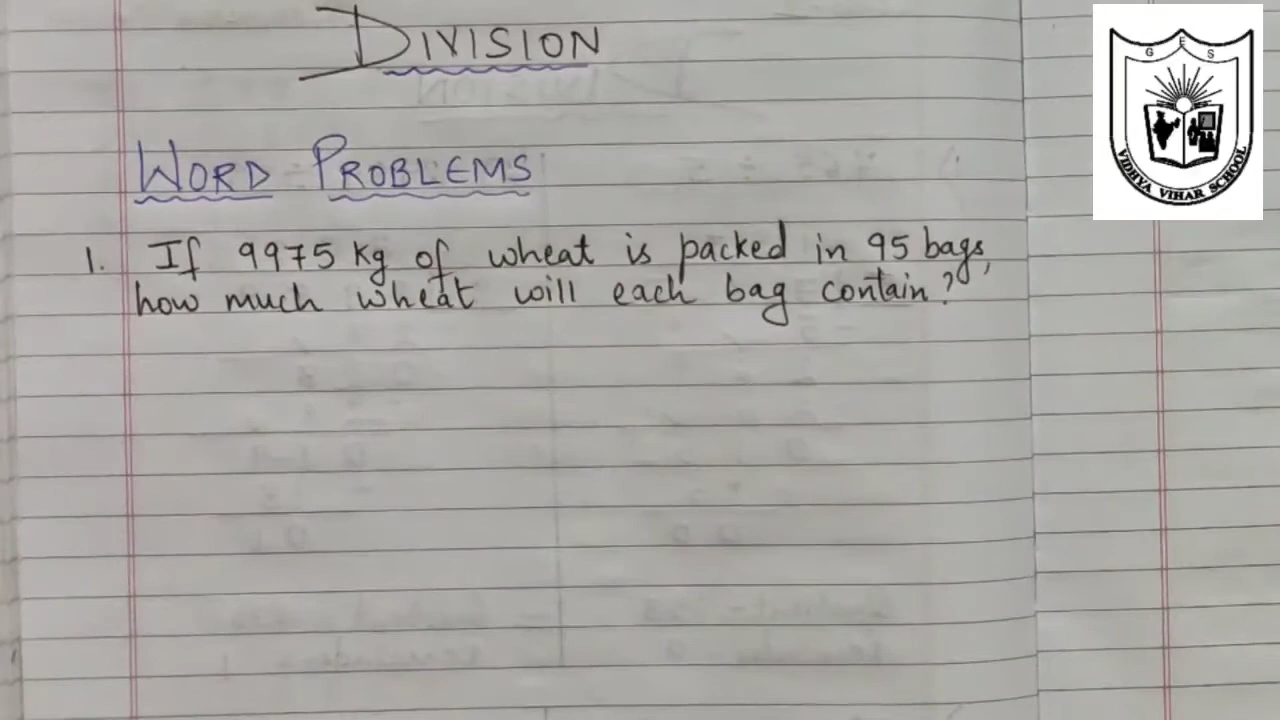 DIVISION
G E S
VIDHYA VIHAR SCHOOL
WORD PROBLEMS
1. If 9975 Kg of wheat is packed in 95 bags,
how much wheat will each bag contain?